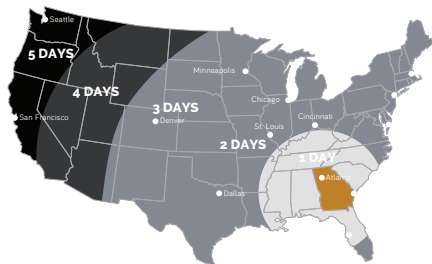 Seattle
5 DAYS
Minneapolis
4 DAYS
Chicago
3 DAYS
San Francisco
Denver
Cincinnati
St. Louis
2 DAYS
1 DAY
Atlanta
Dallas